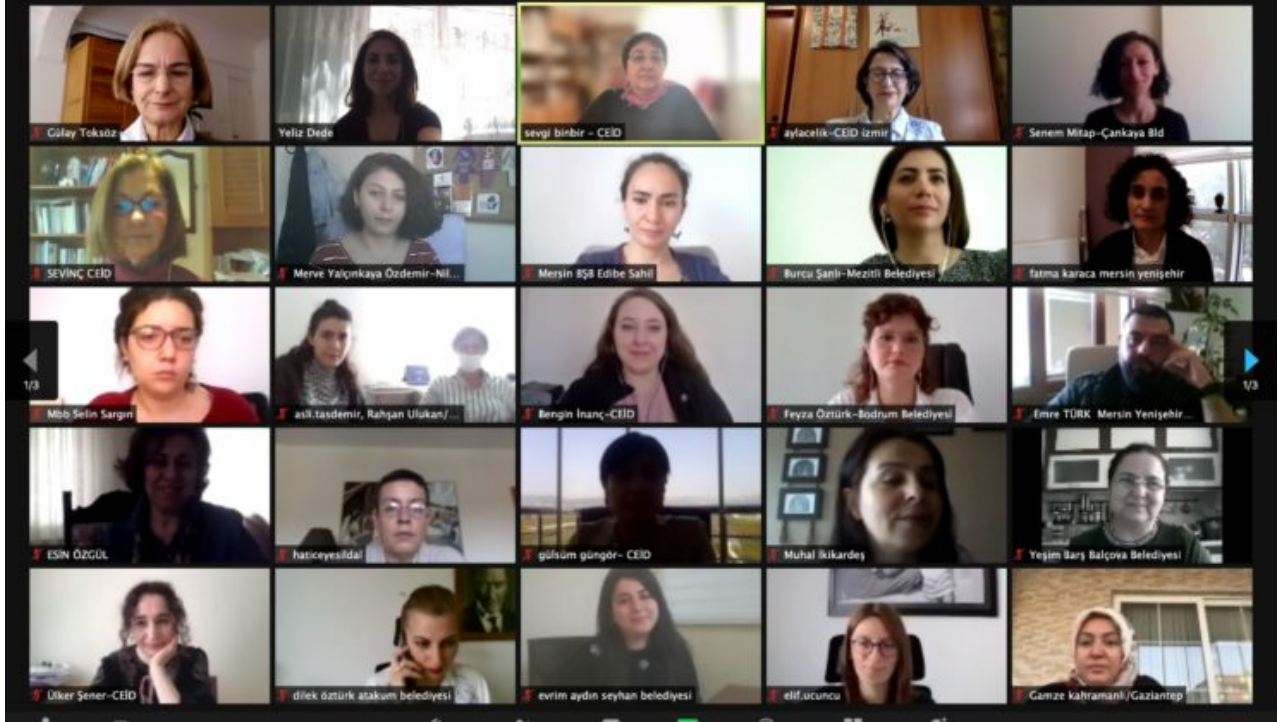 Gülay Toksöz
Yeliz Dede
sevgi binbir - CEİD
aylacelik-CEİD izmir
Senem Mitap-Çankaya Bld
SEVİNÇ CEİD
Merve Yalçınkaya Özdemir-Nil...
Mersin BŞB Edibe Sahil
Burcu Şanlı-Mezitli Belediyesi
fatma karaca mersin yenişehir
1/3
Mbb Selin Sargın
asli.tasdemir, Rahşan Ulukan/...
Bengin İnanç-CEİD
Feyza Öztürk-Bodrum Belediyesi
Emre TÜRK Mersin Yenişehir...
1/3
ESİN ÖZGÜL
haticeyesildal
gülsüm güngör- CEİD
Muhal İkikardeş
Yeşim Barş Balçova Belediyesi
Ülker Şener-CEİD
dilek öztürk atakum belediyesi
evrim aydın seyhan belediyesi
elif.ucuncu
Gamze kahramanlı/Gaziantep